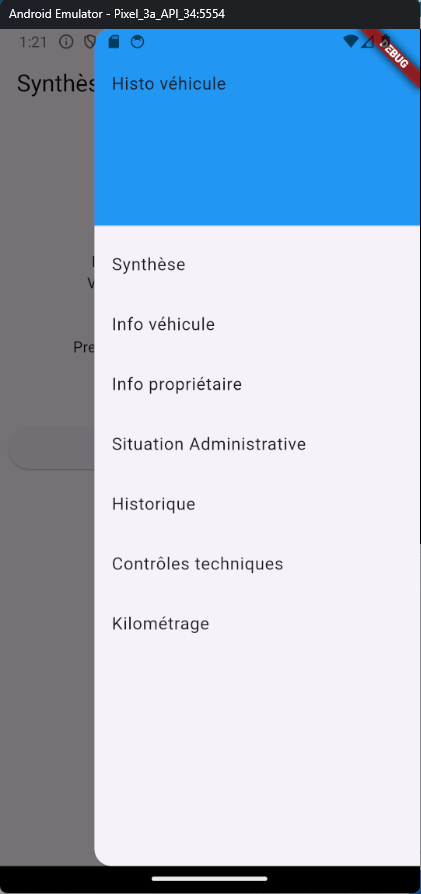 Android Emulator - Pixel_3a_API_34:5554
1:21
DEBUG
Synthès
Histo véhicule
Synthèse
V
Info véhicule
Pre
Info propriétaire
Situation Administrative
Historique
Contrôles techniques
Kilométrage